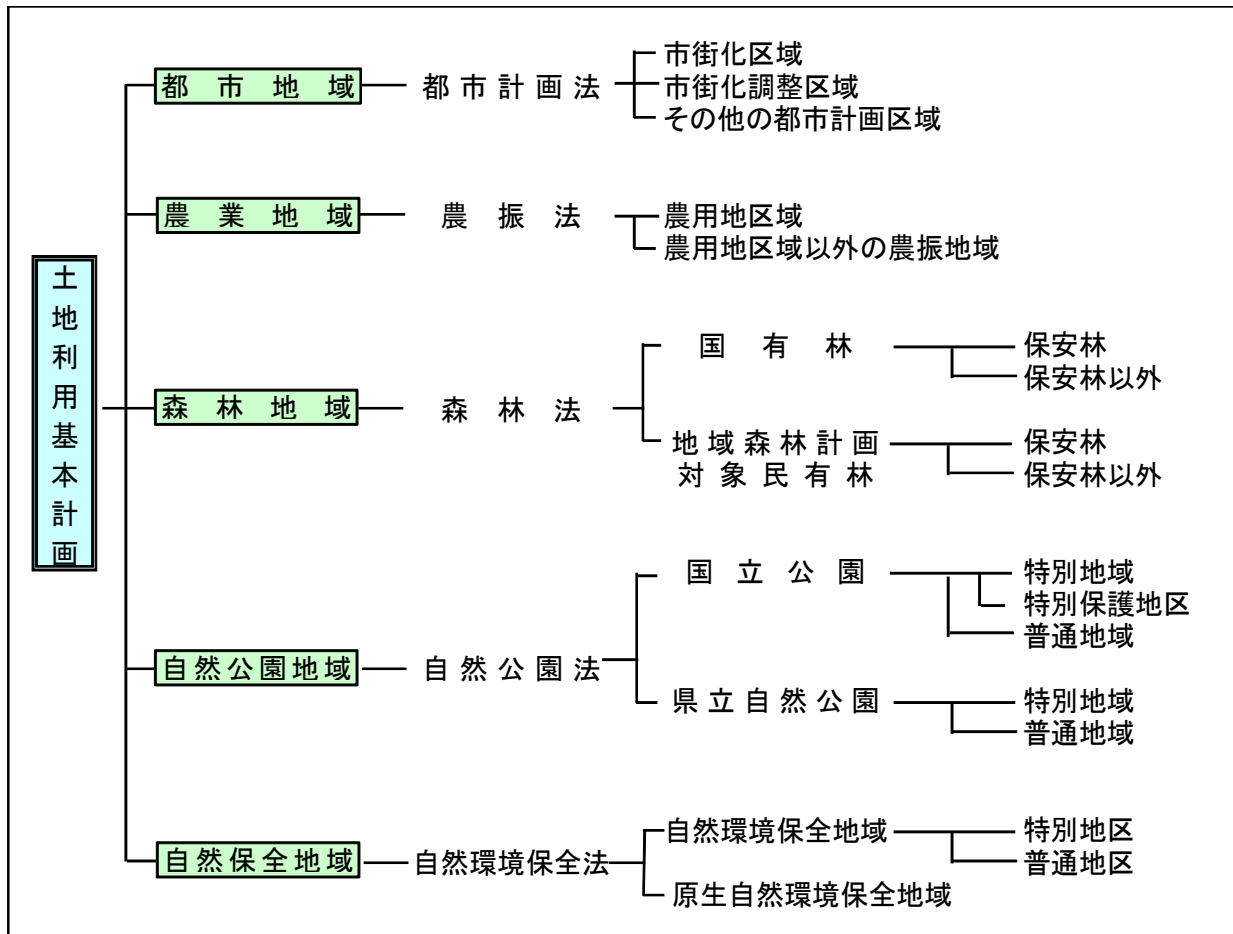 土地利用基本計画
都市地域
都市計画法
市街化区域
市街化調整区域
その他の都市計画区域
農業地域
農振法
農用地区域
農用地区域以外の農振地域
森林地域
森林法
国有林
保安林
保安林以外
地域森林計画
対象民有林
保安林
保安林以外
自然公園地域
自然公園法
国立公園
特別地域
特別保護地区
普通地域
県立自然公園
特別地域
普通地域
自然保全地域
自然環境保全法
自然環境保全地域
特別地区
普通地区
原生自然環境保全地域